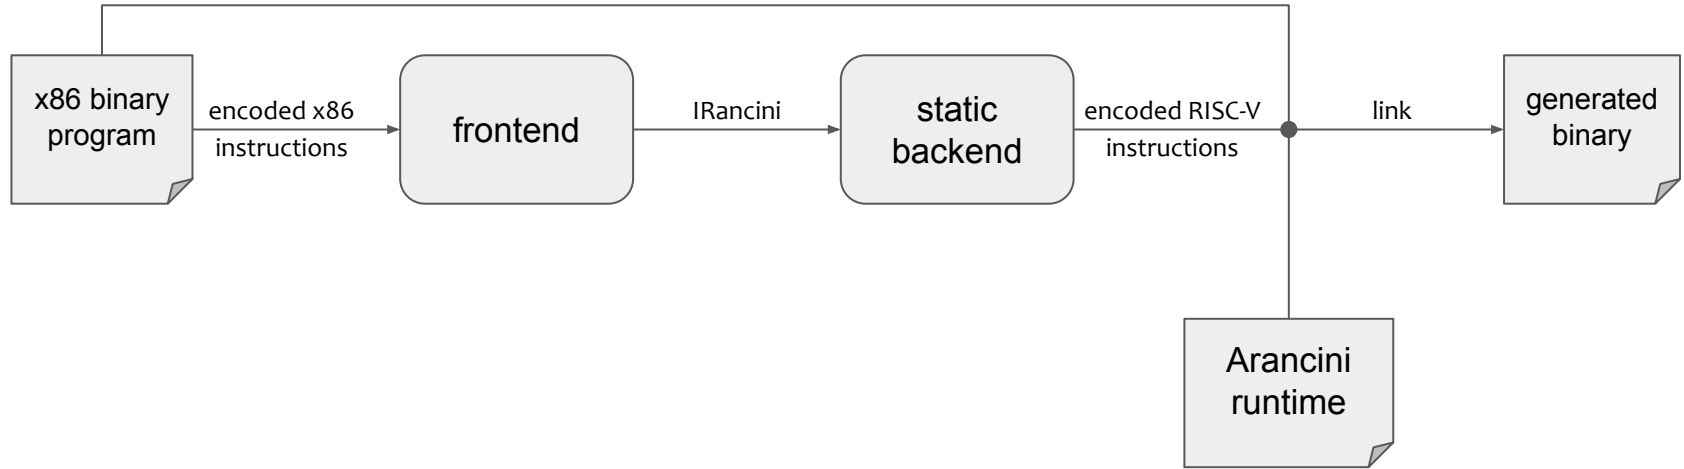 x86 binary
program
encoded x86
instructions
frontend
IRancini
static
backend
encoded RISC-V
instructions
link
generated
binary
Arancini
runtime